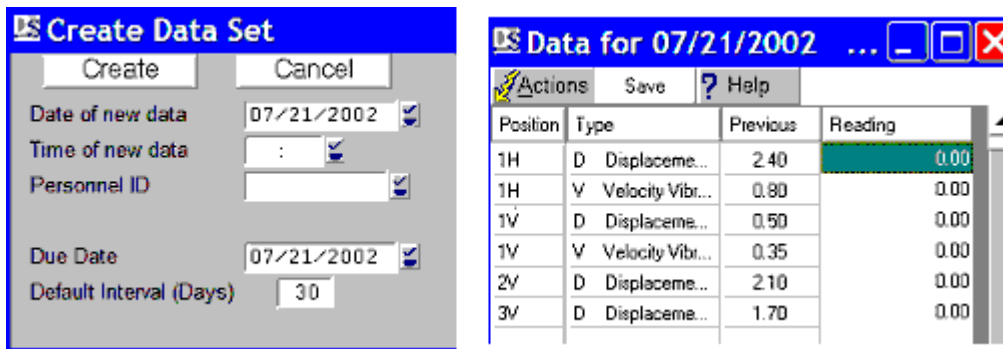 Create Data Set
Create Cancel
Date of new data 07/21/2002
Time of new data :
Personnel ID
Due Date 07/21/2002
Default Interval (Days) 30
Data for 07/21/2002 ...
Actions Save ? Help
Position Type Previous Reading
1H D Displaceme... 2.40 0.00
1H V Velocity Vibr... 0.80 0.00
1V D Displaceme... 0.50 0.00
1V V Velocity Vibr... 0.35 0.00
2V D Displaceme... 2.10 0.00
3V D Displaceme... 1.70 0.00